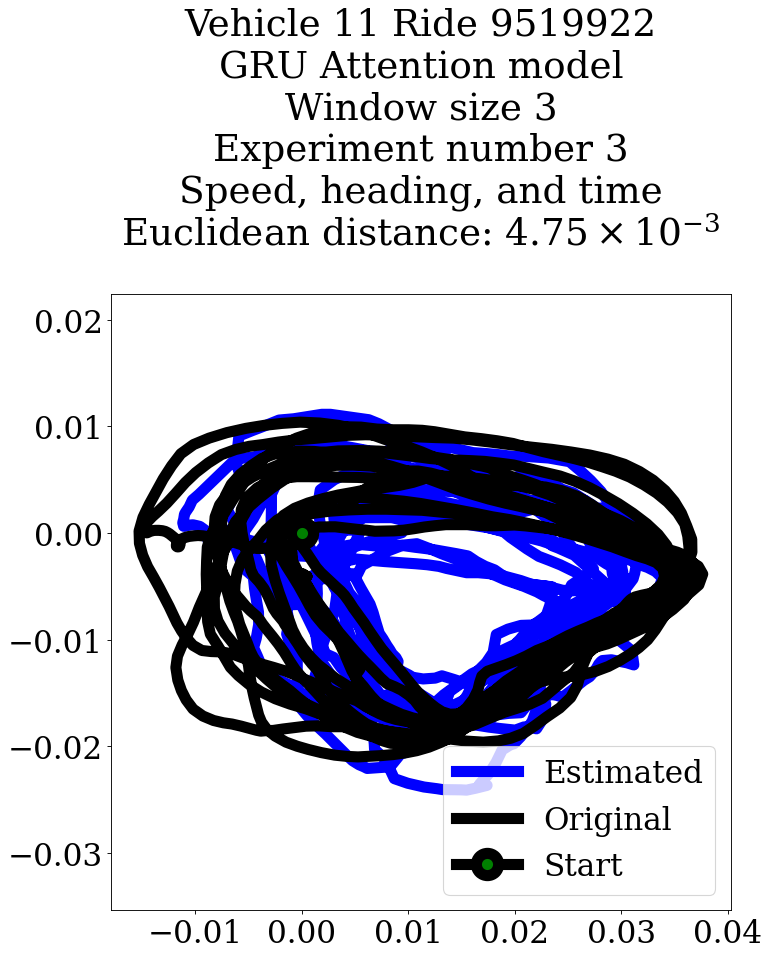 Vehicle 11 Ride 9519922
GRU Attention model
Window size 3
Experiment number 3
Speed, heading, and time
Euclidean distance: 4.75 × 10⁻³
0.02
0.01
0.00
−0.01
−0.02
−0.03
Estimated
Original
Start
−0.01 0.00 0.01 0.02 0.03 0.04